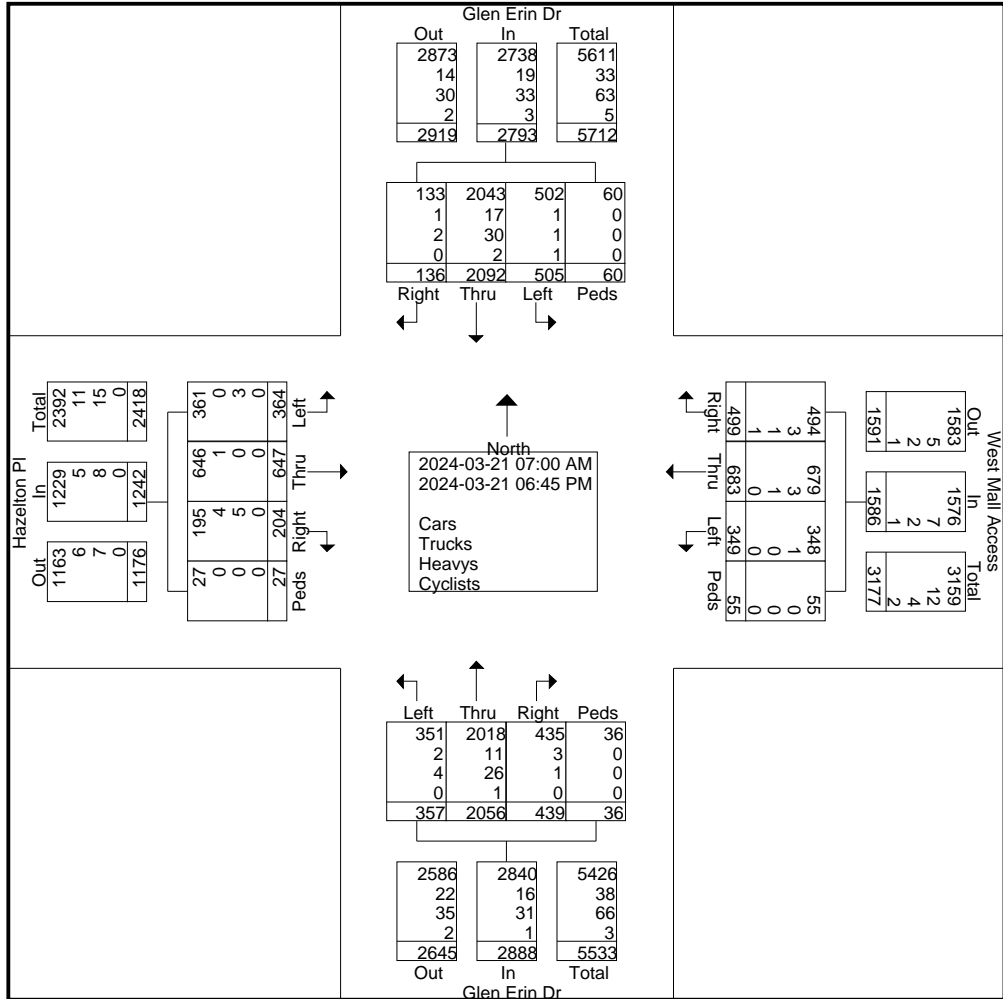 Glen Erin Dr
Out In Total
2873 2738 5611
14 19 33
30 33 63
2 3 5
2919 2793 5712
133 2043 502 60
1 17 1 0
2 30 1 0
0 2 1 0
136 2092 505 60
Right Thru Left Peds
Hazelton Pl
Total
2392
11
15
0
2418
In
1229
5
8
0
1242
Out
1163
6
7
0
1176
361
0
3
0
364
Left
646
1
0
0
647
Thru
195
4
5
0
204
Right
27
0
0
0
27
Peds
North
2024-03-21 07:00 AM
2024-03-21 06:45 PM
Cars
Trucks
Heavys
Cyclists
Right
494
3
1
1
499
Thru
679
3
1
0
683
Left
348
1
0
0
349
Peds
55
0
0
0
55
West Mall Access
Out
1583
5
2
1
1591
In
1576
7
2
1
1586
Total
3159
12
4
2
3177
Left Thru Right Peds
351 2018 435 36
2 11 3 0
4 26 1 0
0 1 0 0
357 2056 439 36
2586 2840 5426
22 16 38
35 31 66
2 1 3
2645 2888 5533
Out In Total
Glen Erin Dr